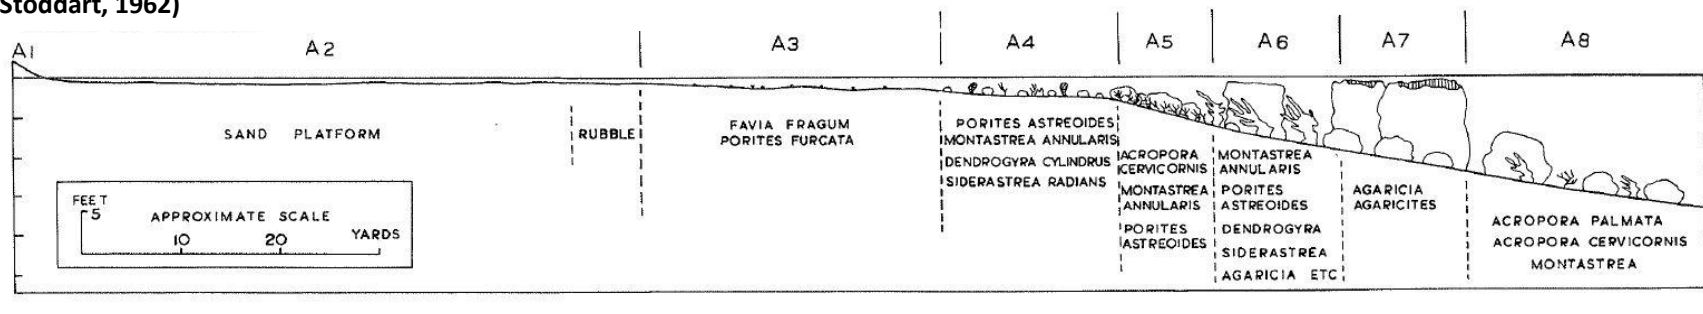 Stoddart, 1962)
A1
A2
A3
A4
A5
A6
A7
A8
SAND PLATFORM
RUBBLE
FAVIA FRAGUM
PORITES FURCATA
PORITES ASTREOIDES
MONTASTREA ANNULARIS
DENDROGYRA CYLINDRUS
SIDERASTREA RADIANS
ACROPORA
CERVICORNIS
MONTASTREA
ANNULARIS
PORITES
ASTREOIDES
MONTASTREA
ANNULARIS
PORITES
ASTREOIDES
DENDROGYRA
SIDERASTREA
AGARICIA ETC
AGARICIA
AGARICITES
ACROPORA PALMATA
ACROPORA CERVICORNIS
MONTASTREA
FEET
5
APPROXIMATE SCALE
10 20 YARDS